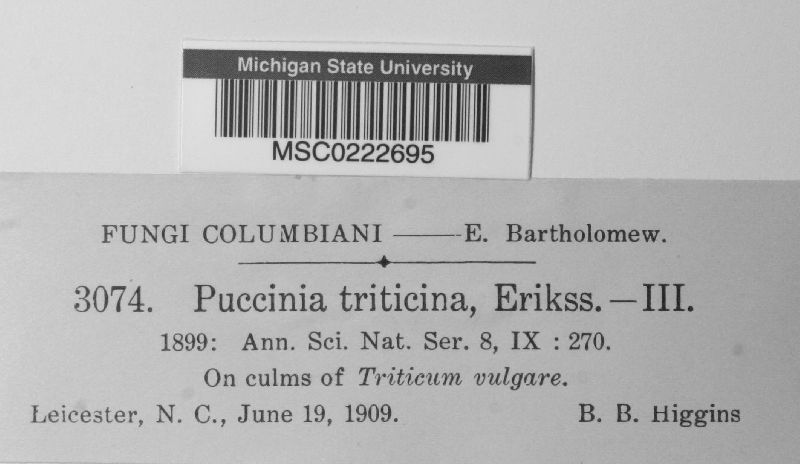 Michigan State University
MSC0222695
FUNGI COLUMBIANI ——— E. Bartholomew.
3074. Puccinia triticina, Erikss.—III.
1899: Ann. Sci. Nat. Ser. 8, IX : 270.
On culms of Triticum vulgare.
Leicester, N. C., June 19, 1909. B. B. Higgins